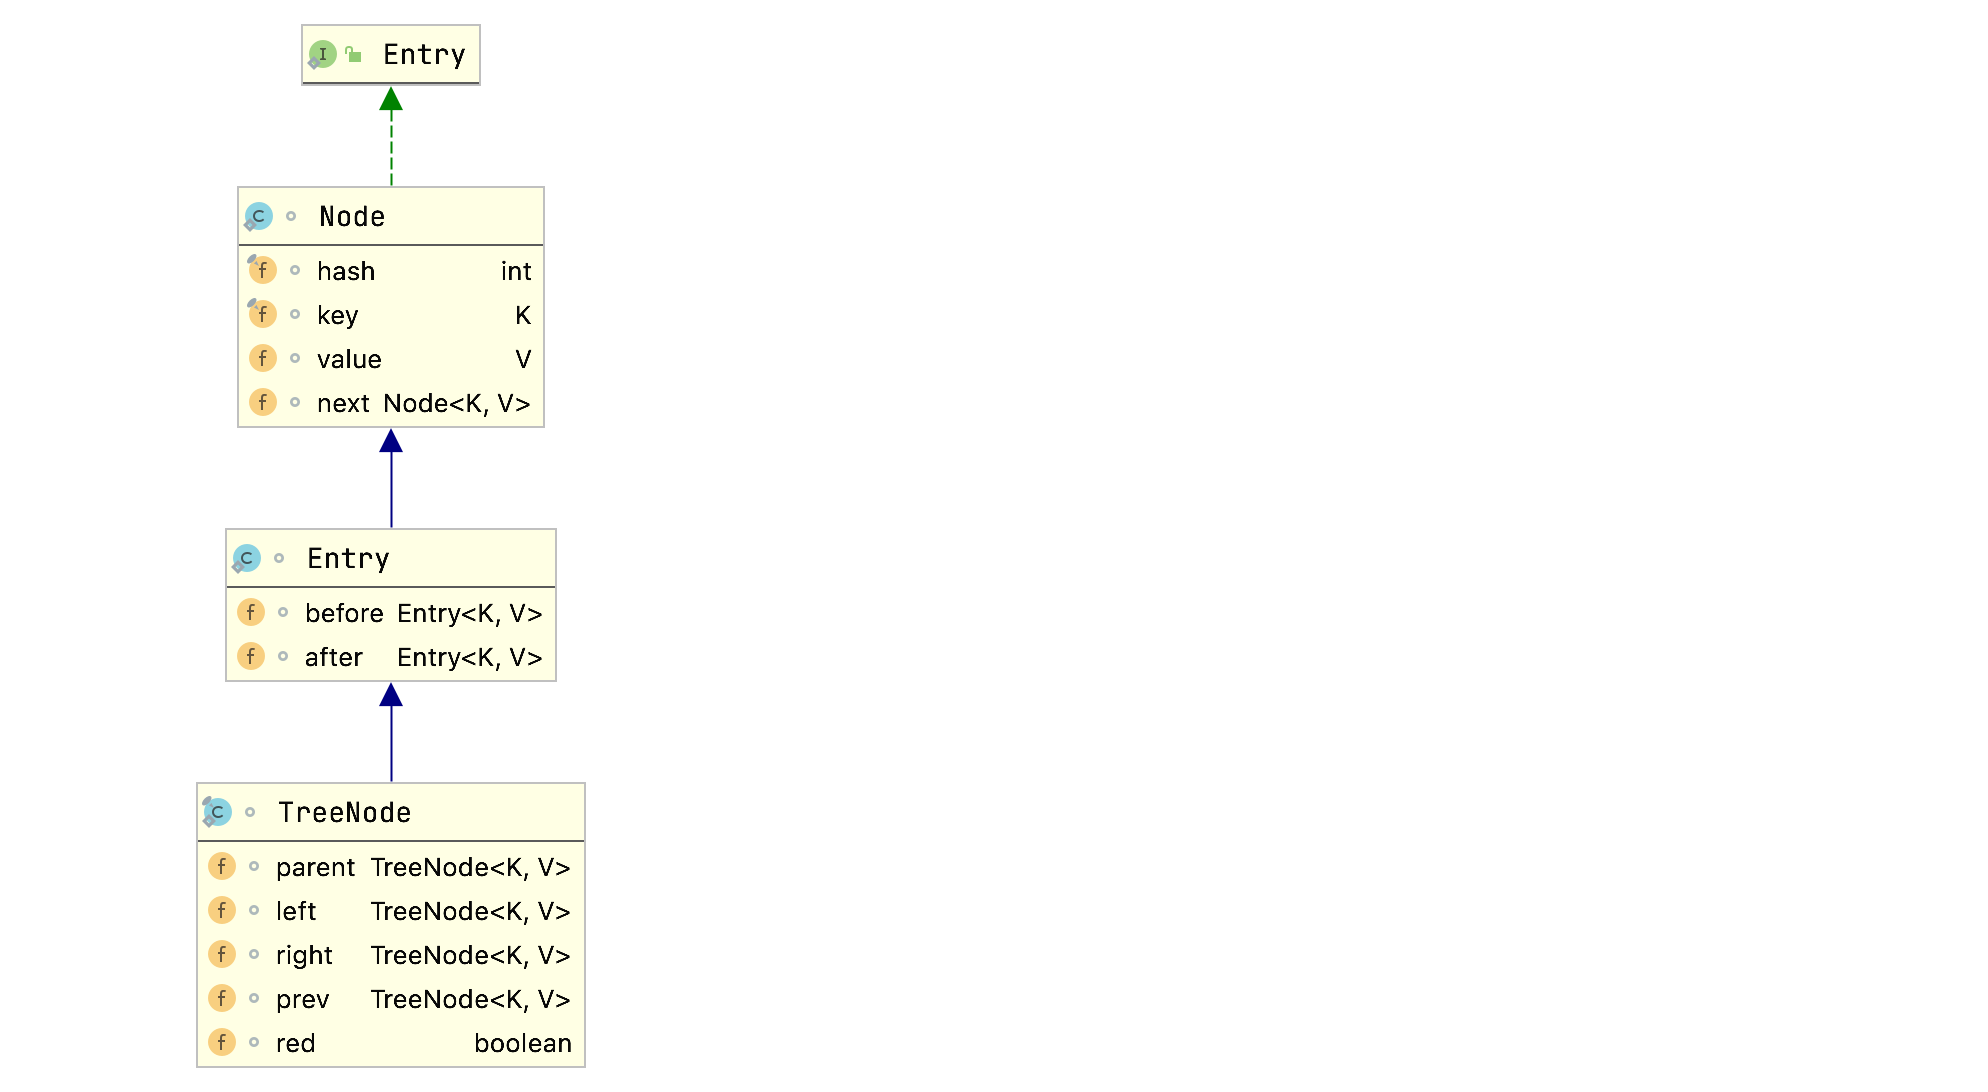 Entry
Node
hash int
key K
value V
next Node<K, V>
Entry
before Entry<K, V>
after Entry<K, V>
TreeNode
parent TreeNode<K, V>
left TreeNode<K, V>
right TreeNode<K, V>
prev TreeNode<K, V>
red boolean